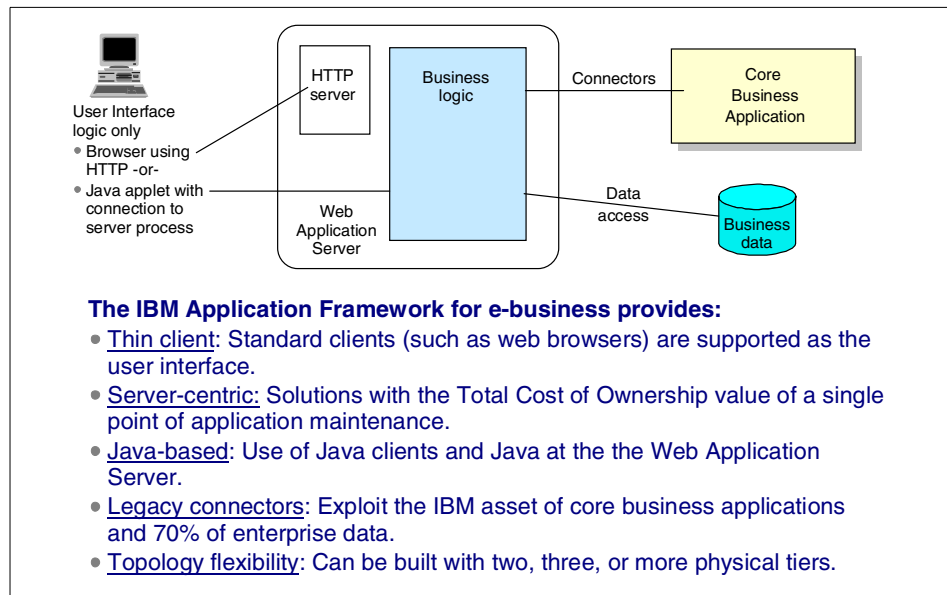 User Interface
logic only
• Browser using
HTTP -or-
• Java applet with
connection to
server process
HTTP
server
Web
Application
Server
Business
logic
Connectors
Core
Business
Application
Data
access
Business
data
The IBM Application Framework for e-business provides:
• Thin client: Standard clients (such as web browsers) are supported as the
user interface.
• Server-centric: Solutions with the Total Cost of Ownership value of a single
point of application maintenance.
• Java-based: Use of Java clients and Java at the the Web Application
Server.
• Legacy connectors: Exploit the IBM asset of core business applications
and 70% of enterprise data.
• Topology flexibility: Can be built with two, three, or more physical tiers.